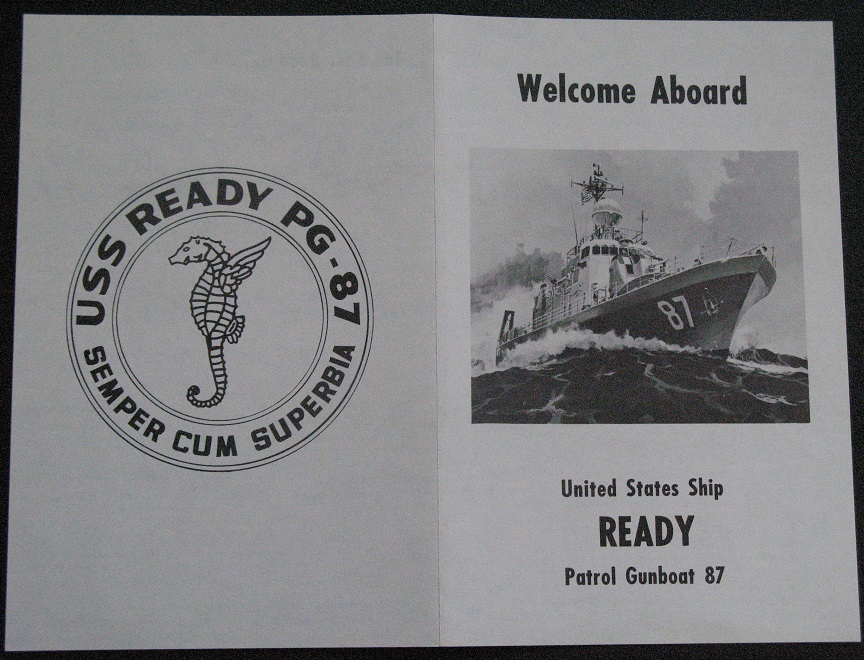 USS READY PG-87
SEMPER CUM SUPERBIA
Welcome Aboard
87
United States Ship
READY
Patrol Gunboat 87